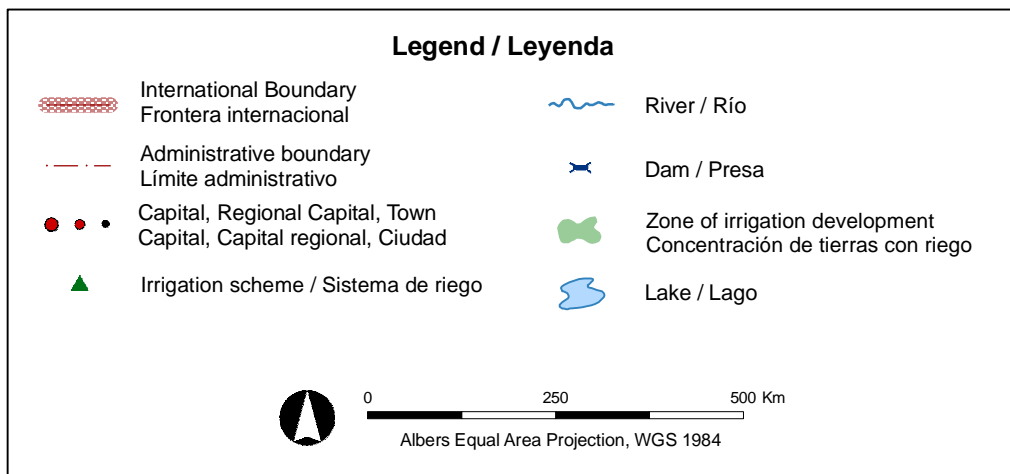 Legend / Leyenda
International Boundary
Frontera internacional
Administrative boundary
Límite administrativo
Capital, Regional Capital, Town
Capital, Capital regional, Ciudad
Irrigation scheme / Sistema de riego
River / Río
Dam / Presa
Zone of irrigation development
Concentración de tierras con riego
Lake / Lago
0 250 500 Km
Albers Equal Area Projection, WGS 1984